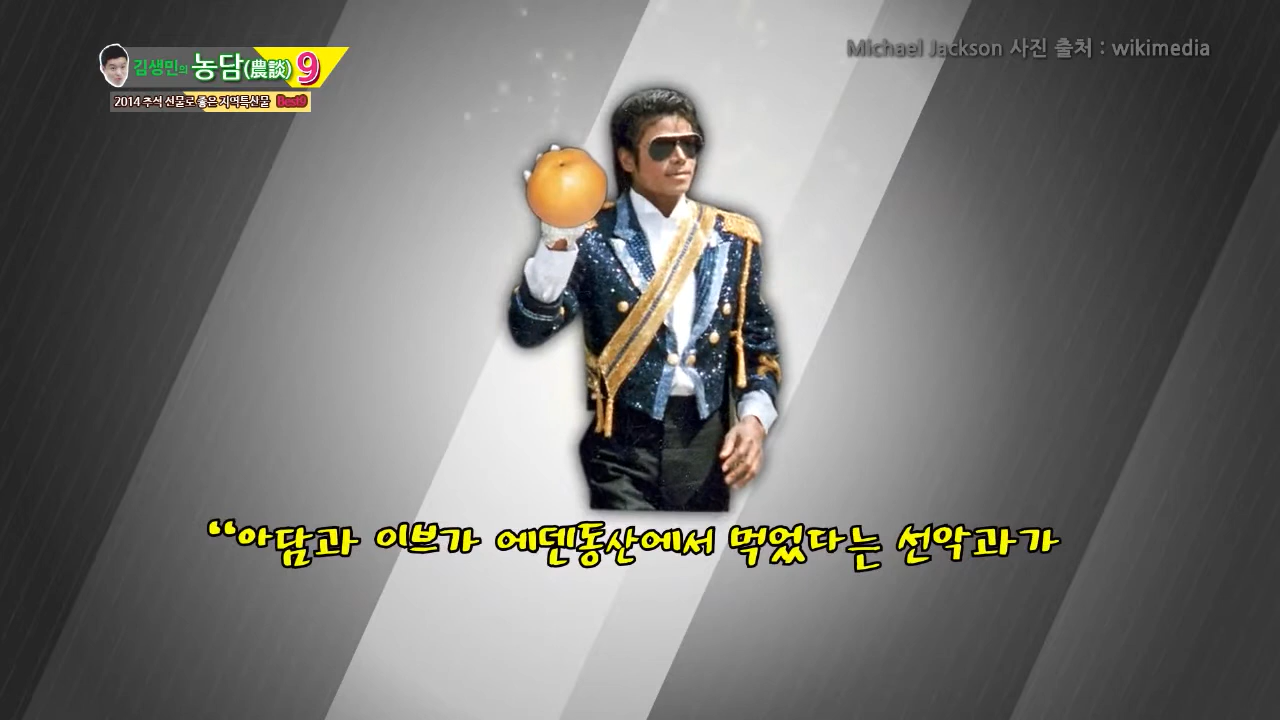 Michael Jackson 사진 출처 : wikimedia
김생민의 농담(農談) 9
2014 추석 선물로 좋은 지역특산물 Best9
“아담과 이브가 에덴동산에서 먹었다는 선악과가